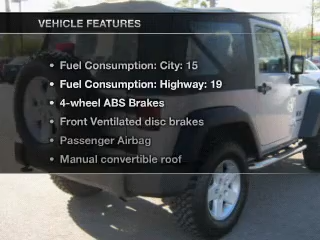 VEHICLE FEATURES
• Fuel Consumption: City: 15
• Fuel Consumption: Highway: 19
• 4-wheel ABS Brakes
• Front Ventilated disc brakes
• Passenger Airbag
• Manual convertible roof